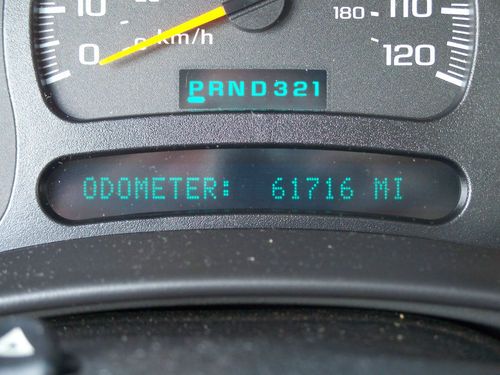 10 110
180
0 km/h 120
PRND321
ODOMETER: 61716 MI